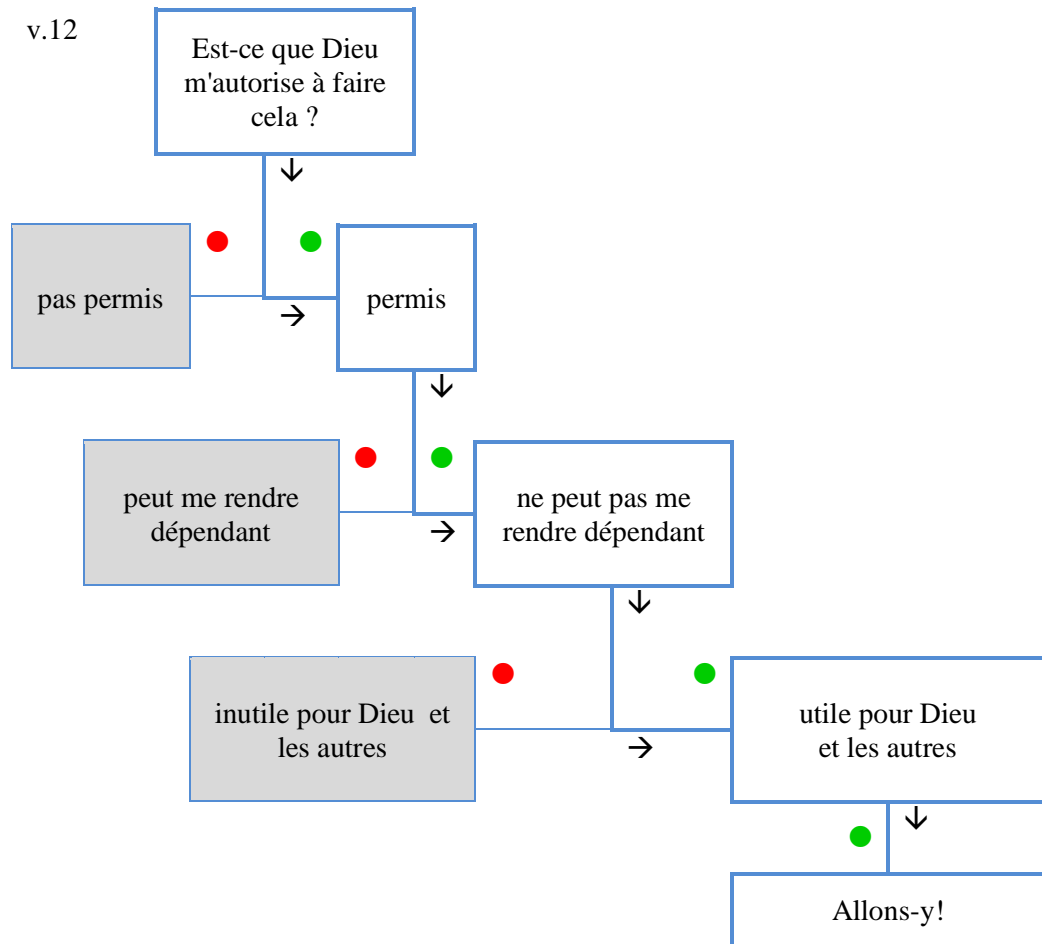 v.12
Est-ce que Dieu
m'autorise à faire
cela ?
pas permis
permis
peut me rendre
dépendant
ne peut pas me
rendre dépendant
inutile pour Dieu et
les autres
utile pour Dieu
et les autres
Allons-y!